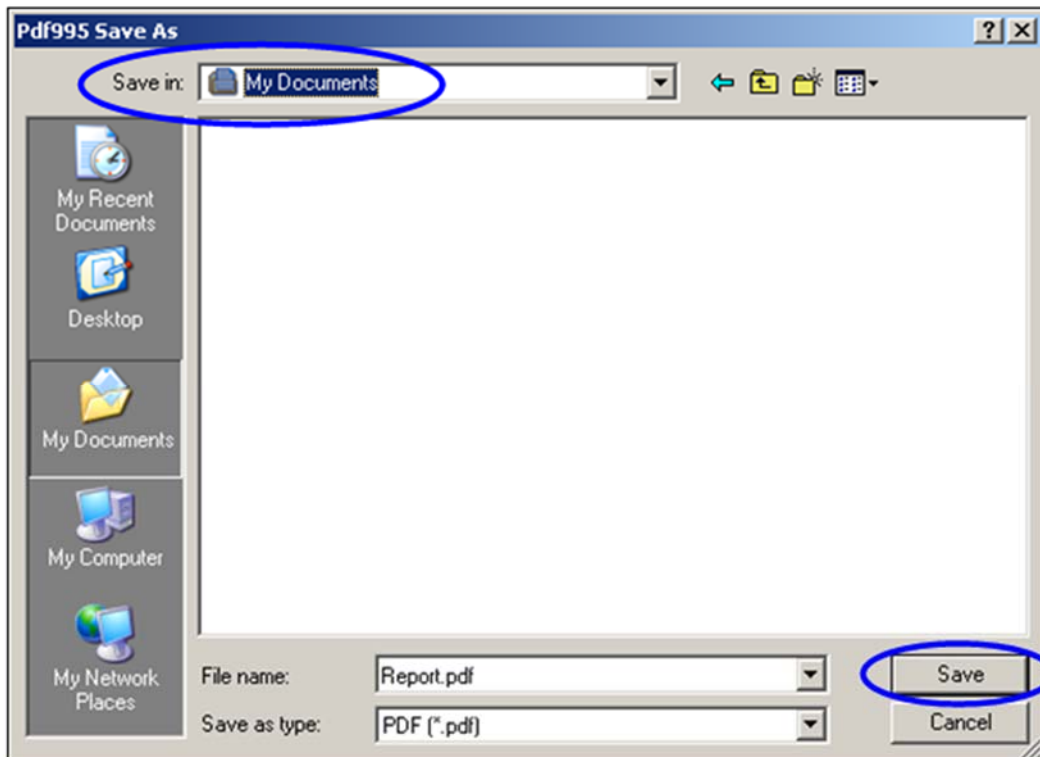 Pdf995 Save As
Save in:
My Documents
My Recent
Documents
Desktop
My Documents
My Computer
My Network
Places
File name:
Report.pdf
Save
Save as type:
PDF (*.pdf)
Cancel